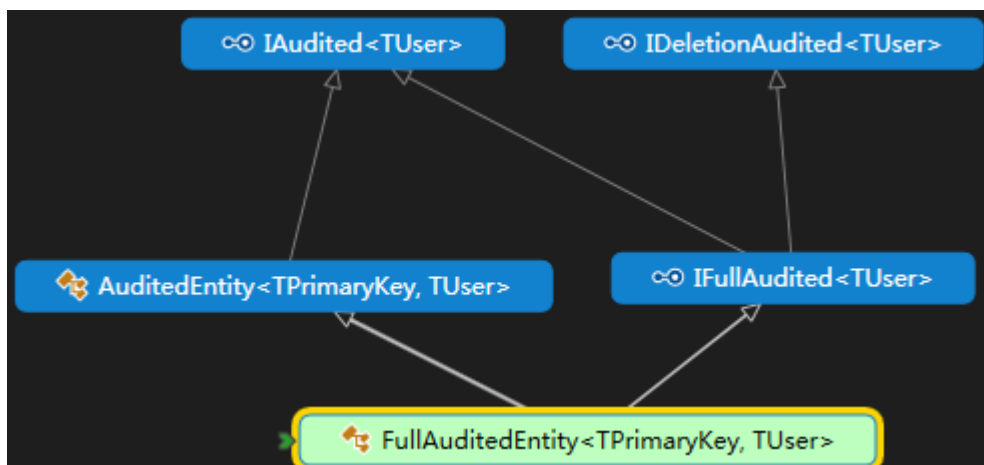 IAudited<TUser>
IDeletionAudited<TUser>
AuditedEntity<TPrimaryKey, TUser>
IFullAudited<TUser>
FullAuditedEntity<TPrimaryKey, TUser>